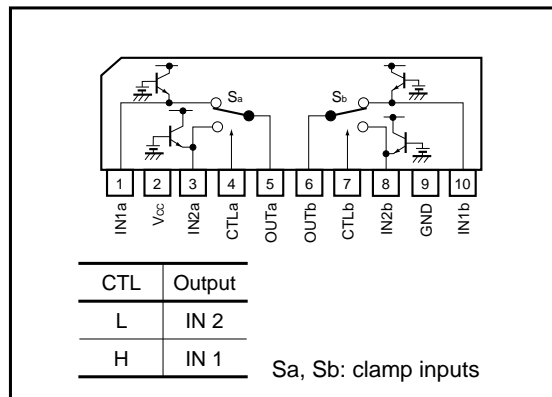 Sa Sb
1 2 3 4 5 6 7 8 9 10
IN1a Vcc IN2a CTLa OUTa OUTb CTLb IN2b GND IN1b
CTL Output
L IN 2
H IN 1
Sa, Sb: clamp inputs